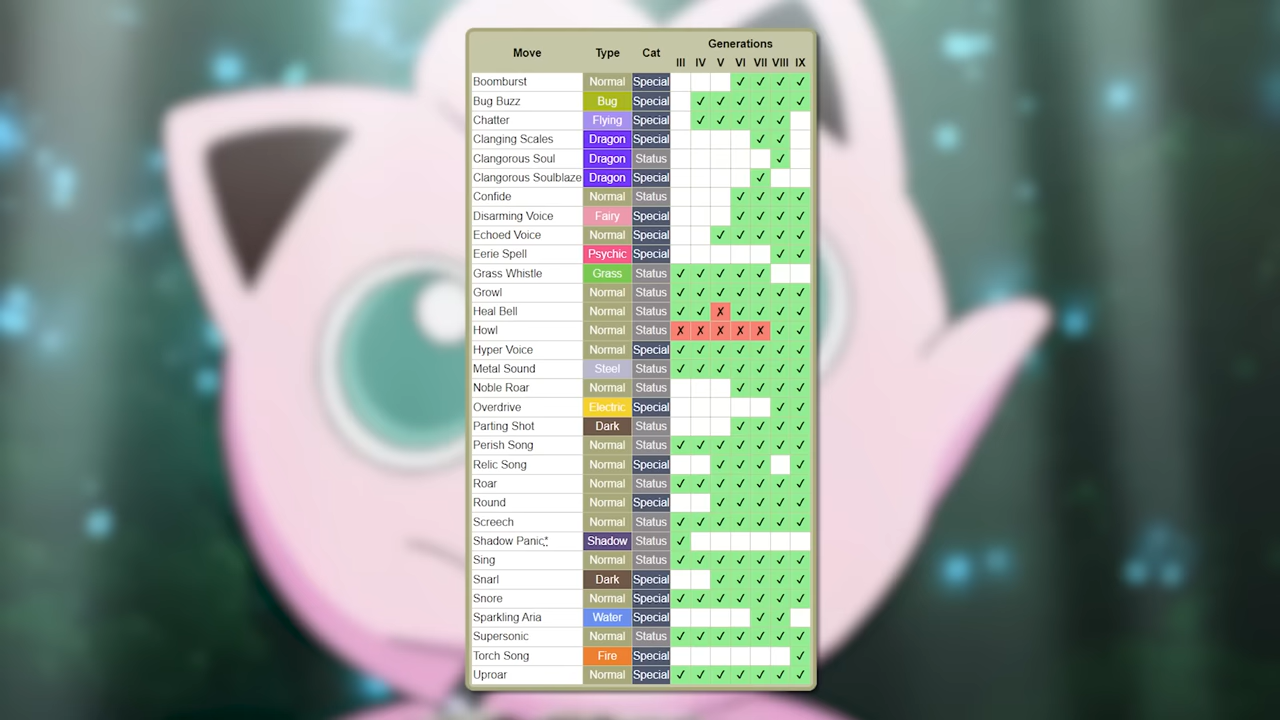 Move Type Cat Generations
III IV V VI VII VIII IX
Boomburst Normal Special ✓ ✓ ✓ ✓
Bug Buzz Bug Special ✓ ✓ ✓ ✓ ✓ ✓
Chatter Flying Special ✓ ✓ ✓ ✓ ✓
Clanging Scales Dragon Special ✓ ✓
Clangorous Soul Dragon Status ✓
Clangorous Soulblaze Dragon Special ✓
Confide Normal Status ✓ ✓ ✓ ✓
Disarming Voice Fairy Special ✓ ✓ ✓ ✓
Echoed Voice Normal Special ✓ ✓ ✓ ✓ ✓
Eerie Spell Psychic Special ✓ ✓
Grass Whistle Grass Status ✓ ✓ ✓ ✓ ✓
Growl Normal Status ✓ ✓ ✓ ✓ ✓ ✓ ✓
Heal Bell Normal Status ✓ ✓ ✗ ✓ ✓ ✓ ✓
Howl Normal Status ✗ ✗ ✗ ✗ ✗ ✓ ✓
Hyper Voice Normal Special ✓ ✓ ✓ ✓ ✓ ✓ ✓
Metal Sound Steel Status ✓ ✓ ✓ ✓ ✓ ✓ ✓
Noble Roar Normal Status ✓ ✓ ✓ ✓
Overdrive Electric Special ✓ ✓
Parting Shot Dark Status ✓ ✓ ✓ ✓
Perish Song Normal Status ✓ ✓ ✓ ✓ ✓ ✓ ✓
Relic Song Normal Special ✓ ✓ ✓ ✓
Roar Normal Status ✓ ✓ ✓ ✓ ✓ ✓ ✓
Round Normal Special ✓ ✓ ✓ ✓ ✓
Screech Normal Status ✓ ✓ ✓ ✓ ✓ ✓ ✓
Shadow Panic* Shadow Status ✓
Sing Normal Status ✓ ✓ ✓ ✓ ✓ ✓ ✓
Snarl Dark Special ✓ ✓ ✓ ✓ ✓
Snore Normal Special ✓ ✓ ✓ ✓ ✓ ✓ ✓
Sparkling Aria Water Special ✓ ✓
Supersonic Normal Status ✓ ✓ ✓ ✓ ✓ ✓ ✓
Torch Song Fire Special ✓
Uproar Normal Special ✓ ✓ ✓ ✓ ✓ ✓ ✓